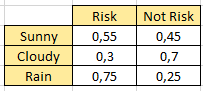 Risk Not Risk
Sunny 0,55 0,45
Cloudy 0,3 0,7
Rain 0,75 0,25